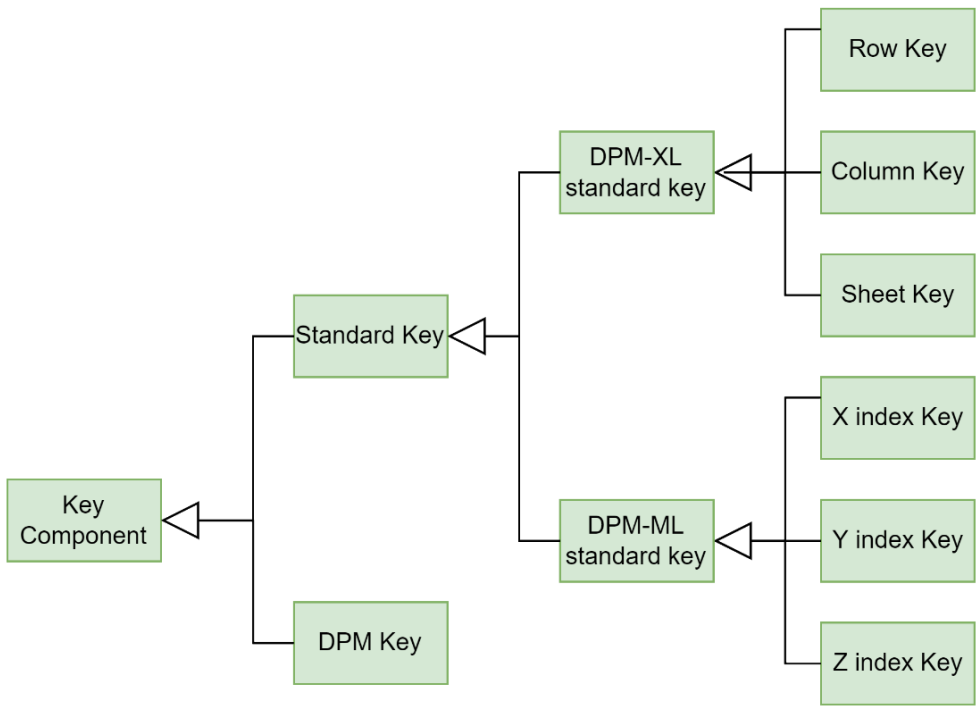 Row Key
DPM-XL
standard key
Column Key
Sheet Key
Standard Key
X index Key
Key
Component
DPM-ML
standard key
Y index Key
DPM Key
Z index Key